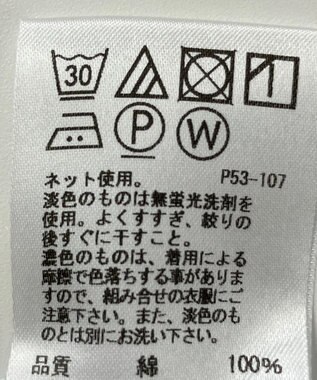 30
P W
ネット使用。 P53-107
淡色のものは無蛍光洗剤を
使用。よくすすぎ、絞りの
後すぐに干すこと。
濃色のものは、着用による
摩擦で色落ちする事がありま
すので、組み合せの衣服にご
注意下さい。また、淡色のも
のとは別にお洗い下さい。
品質 綿 100%